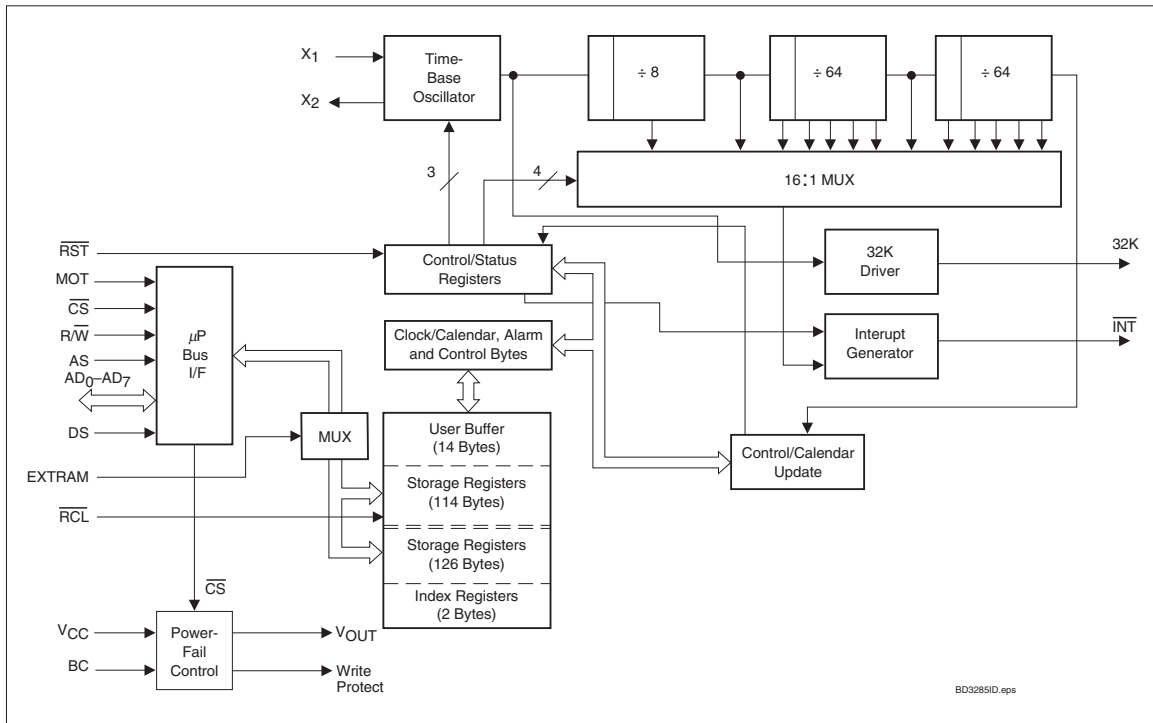 X1
X2
Time-
Base
Oscillator
÷ 8
÷ 64
÷ 64
3
4
16:1 MUX
RST
MOT
CS
R/W
AS
AD0–AD7
DS
EXTRAM
RCL
μP
Bus
I/F
Control/Status
Registers
32K
Driver
32K
Clock/Calendar, Alarm
and Control Bytes
Interupt
Generator
INT
MUX
User Buffer
(14 Bytes)
Storage Registers
(114 Bytes)
Storage Registers
(126 Bytes)
Index Registers
(2 Bytes)
Control/Calendar
Update
CS
VCC
BC
Power-
Fail
Control
VOUT
Write
Protect
BD3285ID.eps